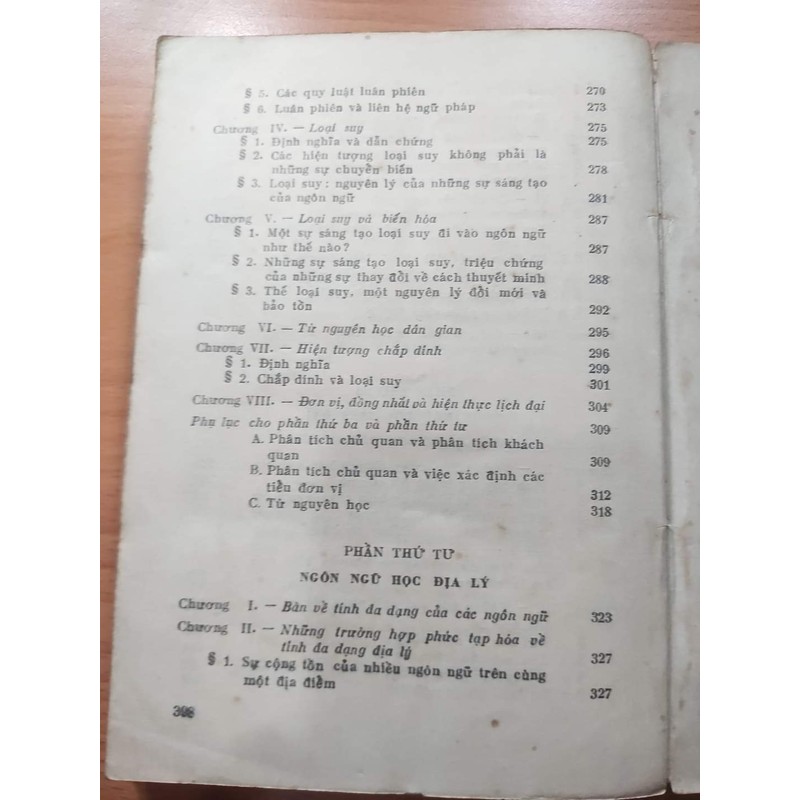 § 5. Các quy luật luân phiên 270
§ 6. Luân phiên và liên hệ ngữ pháp 273
Chương IV. — Loại suy 275
§ 1. Định nghĩa và dẫn chứng 275
§ 2. Các hiện tượng loại suy không phải là
những sự chuyển biến 278
§ 3. Loại suy : nguyên lý của những sự sáng tạo
của ngôn ngữ 281
Chương V. — Loại suy và biến hóa 287
§ 1. Một sự sáng tạo loại suy đi vào ngôn ngữ
như thế nào? 287
§ 2. Những sự sáng tạo loại suy, triệu chứng
của những sự thay đổi về cách thuyết minh 288
§ 3. Thể loại suy, một nguyên lý đổi mới và
bảo tồn 292
Chương VI. — Từ nguyên học dân gian 295
Chương VII. — Hiện tượng chắp dính 296
§ 1. Định nghĩa 299
§ 2. Chắp dính và loại suy 301
Chương VIII. — Đơn vị, đồng nhất và hiện thực lịch đại 304
Phụ lục cho phần thứ ba và phần thứ tư 309
A. Phân tích chủ quan và phân tích khách
quan 309
B. Phân tích chủ quan và việc xác định các
tiểu đơn vị 312
C. Từ nguyên học 318
PHẦN THỨ TƯ
NGÔN NGỮ HỌC ĐỊA LÝ
Chương I. — Bàn về tính đa dạng của các ngôn ngữ 323
Chương II. — Những trường hợp phức tạp hóa về
tính đa dạng địa lý 327
§ 1. Sự cộng tồn của nhiều ngôn ngữ trên cùng
một địa điểm 327